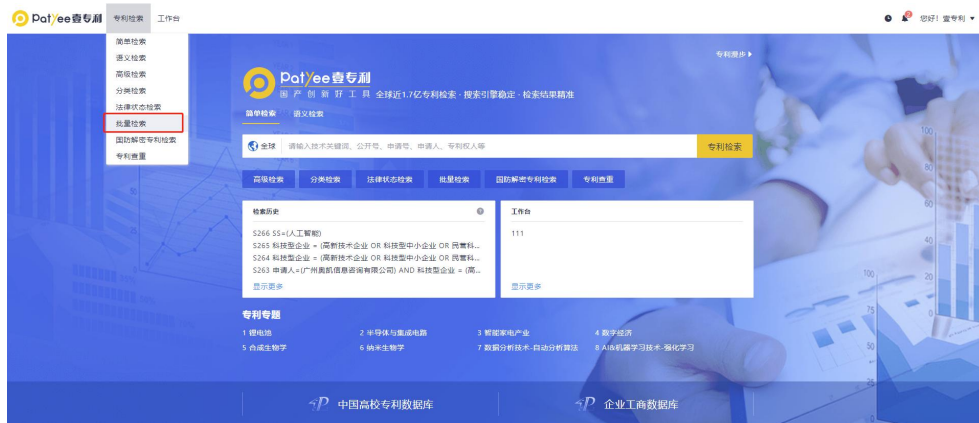 Patyee壹专利 专利检索 工作台 2 您好！壹专利
简单检索
语义检索
高级检索
分类检索
法律状态检索
批量检索
国防解密专利检索
专利查重
专利漫步
Patyee壹专利
国产创新好工具 全球近1.7亿专利检索·搜索引擎稳定·检索结果精准
简单检索 语义检索
全球 请输入技术关键词、公开号、申请号、申请人、专利权人等 专利检索
高级检索 分类检索 法律状态检索 批量检索 国防解密专利检索 专利查重
检索历史
S266 SS=(人工智能)
S265 科技型企业 = (高新技术企业 OR 科技型中小企业 OR 民营科...
S264 科技型企业 = (高新技术企业 OR 科技型中小企业 OR 民营科...
S263 申请人=(广州奥凯信息咨询有限公司) AND 科技型企业 = (高...
显示更多
工作台
111
显示更多
专利专题
1 锂电池 2 半导体与集成电路 3 智能家电产业 4 数字经济
5 合成生物学 6 纳米生物学 7 数据分析技术-自动分析算法 8 AI&机器学习技术-强化学习
中国高校专利数据库 企业工商数据库